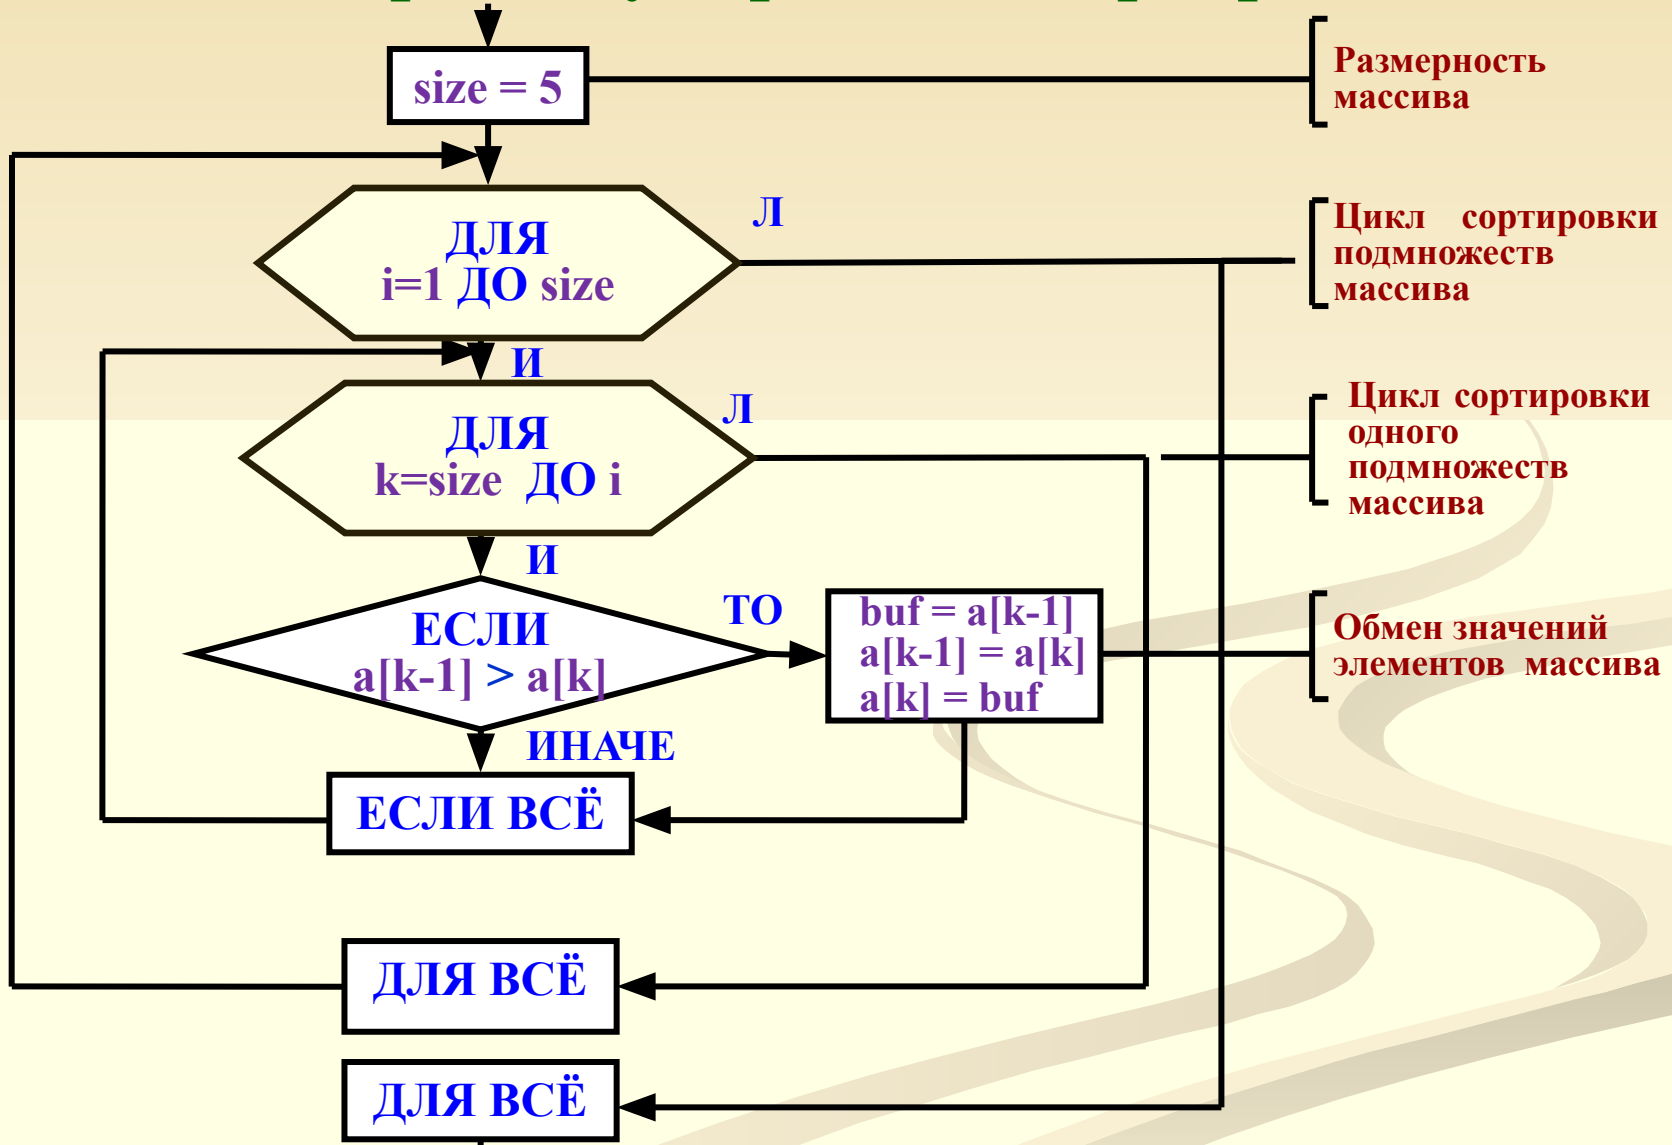 size = 5
Размерность
массива
ДЛЯ
i=1 ДО size
Л
Цикл сортировки
подмножеств
массива
И
ДЛЯ
k=size ДО i
Л
Цикл сортировки
одного
подмножеств
массива
И
ЕСЛИ
a[k-1] > a[k]
ТО
buf = a[k-1]
a[k-1] = a[k]
a[k] = buf
Обмен значений
элементов массива
ИНАЧЕ
ЕСЛИ ВСЁ
ДЛЯ ВСЁ
ДЛЯ ВСЁ